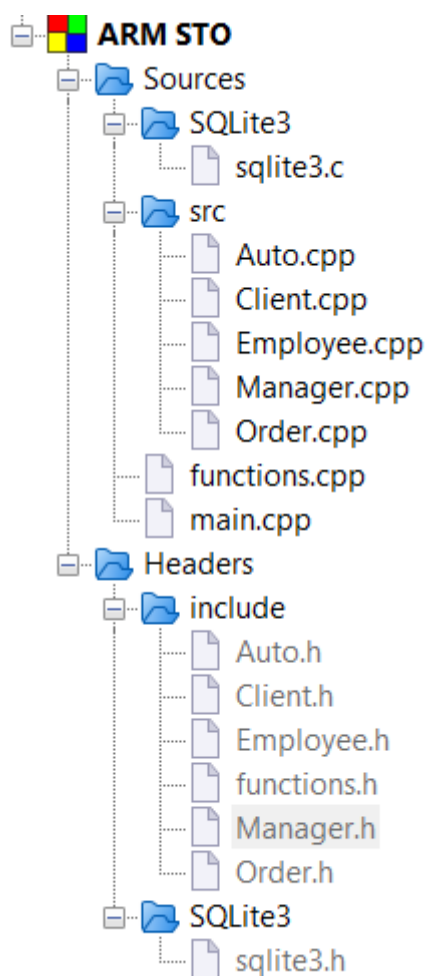 ARM STO
Sources
SQLite3
sqlite3.c
src
Auto.cpp
Client.cpp
Employee.cpp
Manager.cpp
Order.cpp
functions.cpp
main.cpp
Headers
include
Auto.h
Client.h
Employee.h
functions.h
Manager.h
Order.h
SQLite3
sqlite3.h